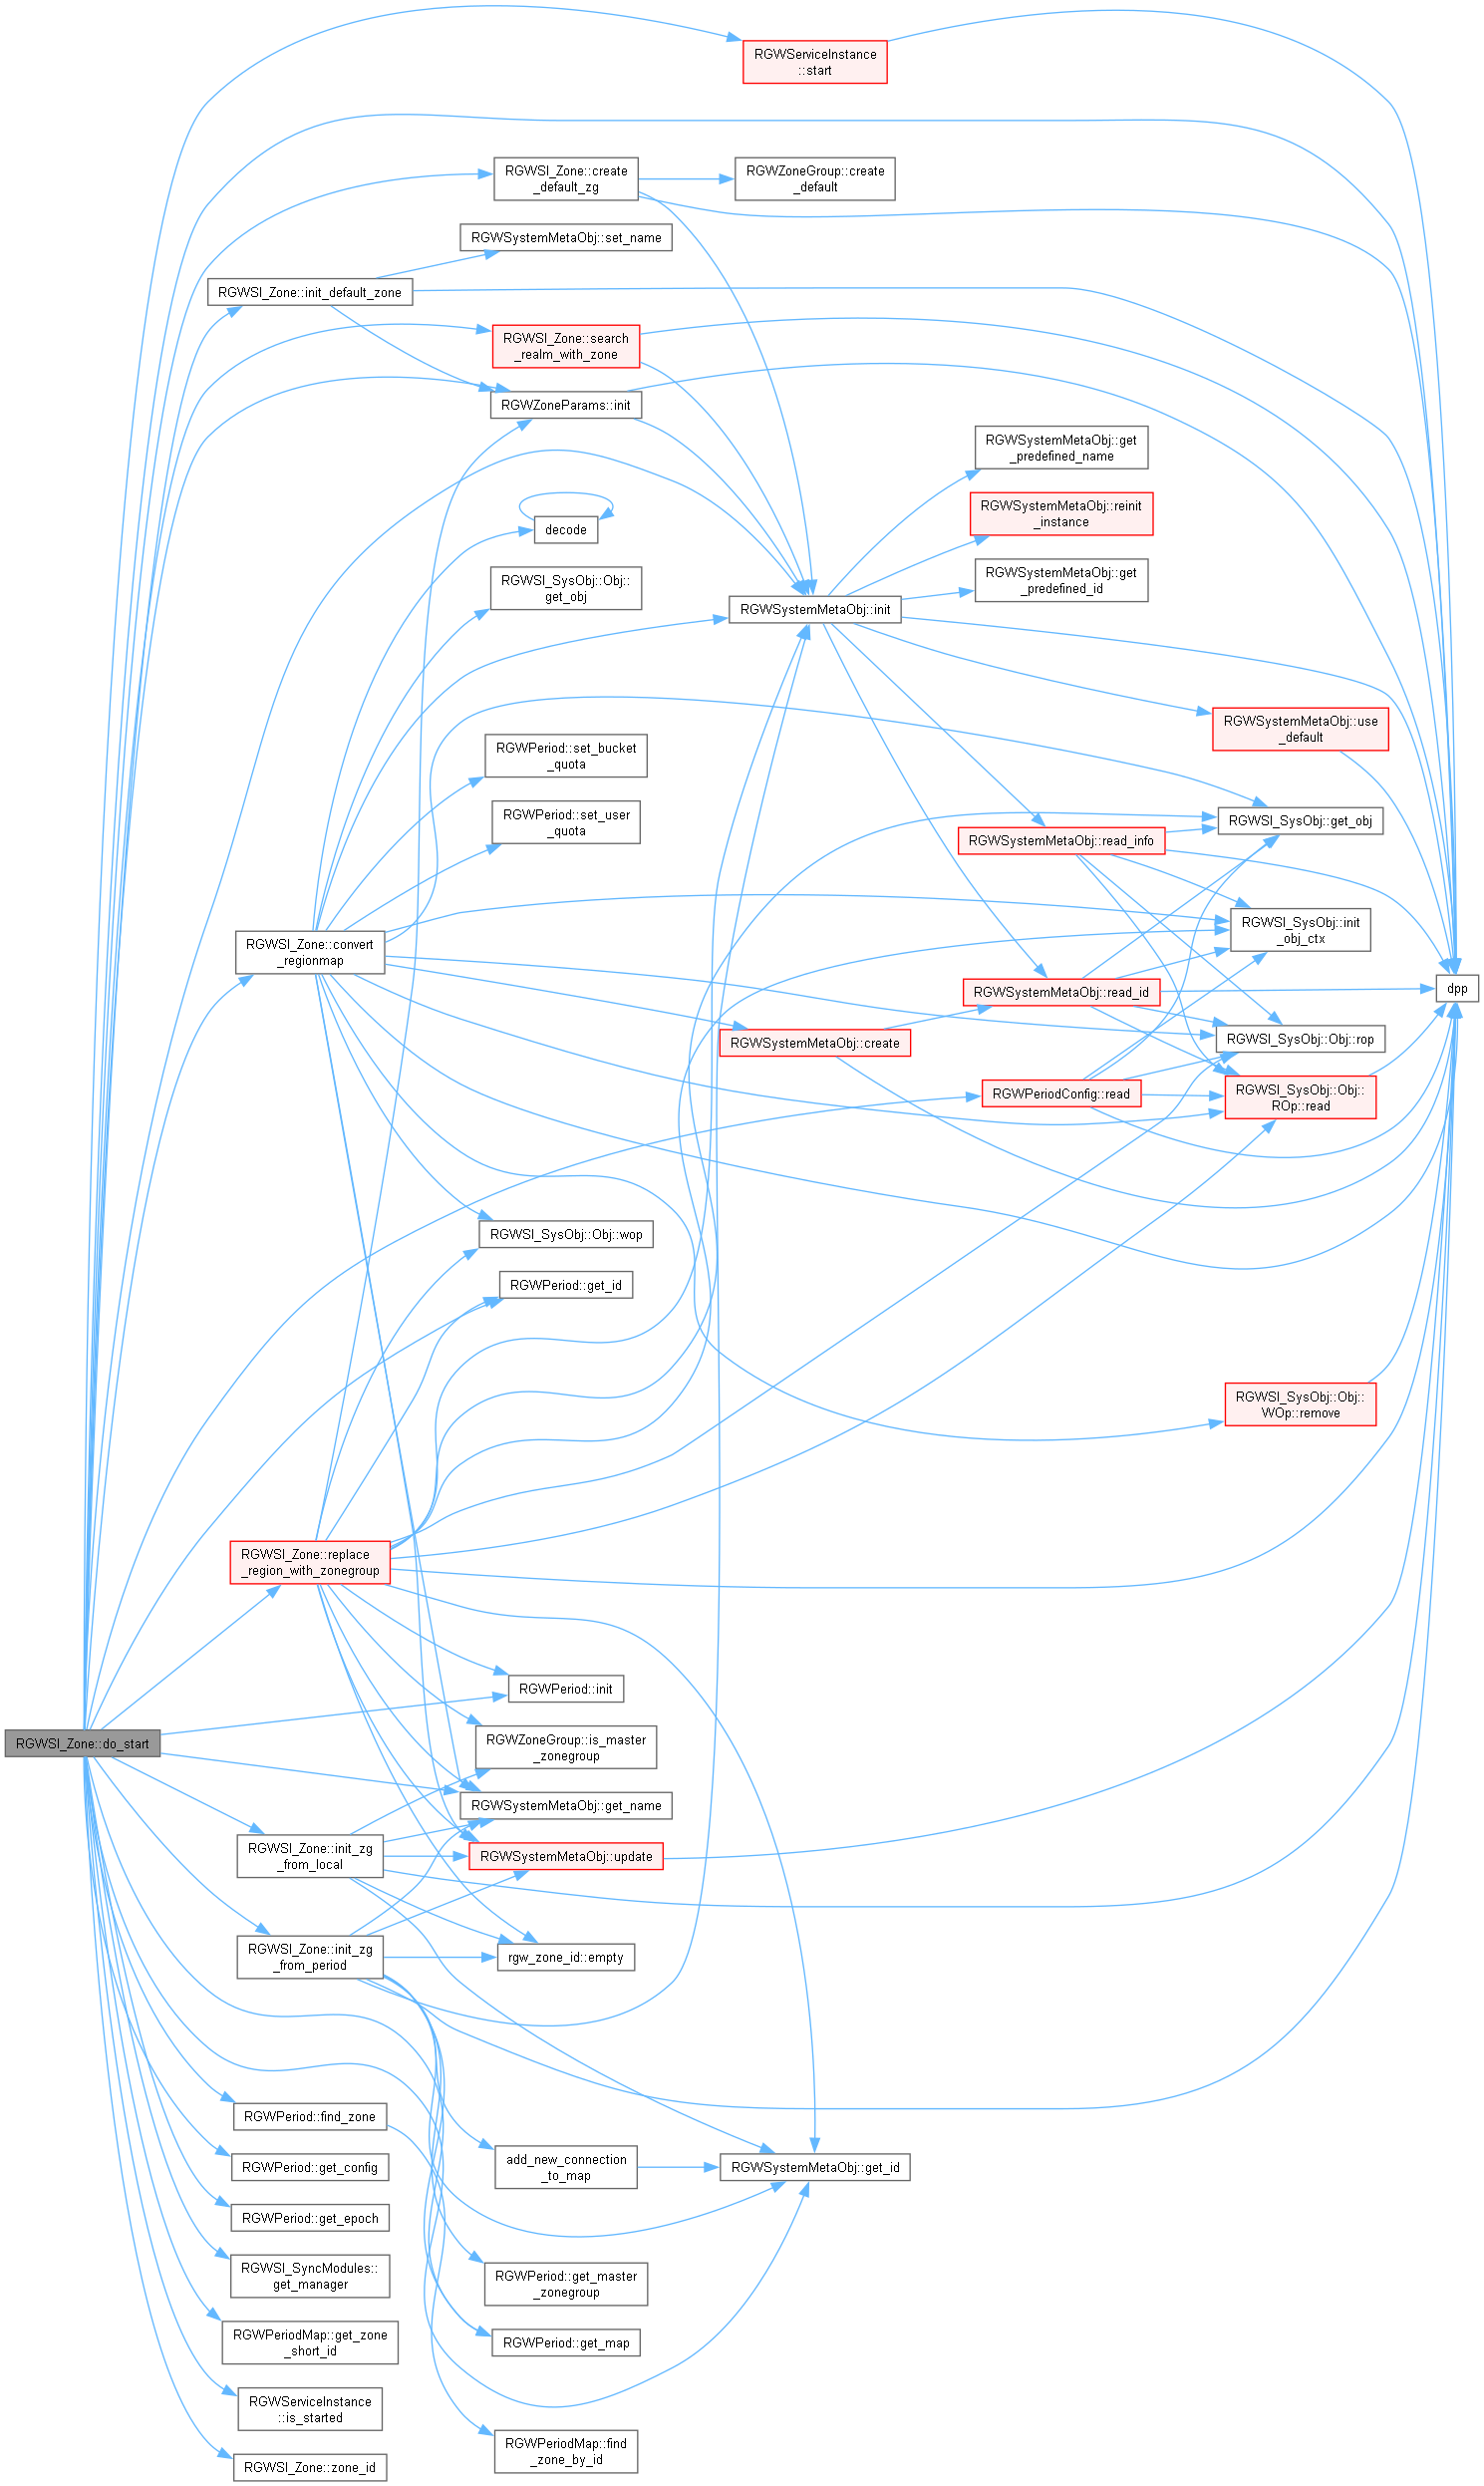 RGWServiceInstance
::start
RGWSI_Zone::create
_default_zg
RGWZoneGroup::create
_default
RGWSystemMetaObj::set_name
RGWSI_Zone::init_default_zone
RGWSI_Zone::search
_realm_with_zone
RGWZoneParams::init
RGWSystemMetaObj::get
_predefined_name
RGWSystemMetaObj::reinit
_instance
decode
RGWSI_SysObj::Obj::
get_obj
RGWSystemMetaObj::get
_predefined_id
RGWSystemMetaObj::init
RGWSystemMetaObj::use
_default
RGWPeriod::set_bucket
_quota
RGWPeriod::set_user
_quota
RGWSI_SysObj::get_obj
RGWSystemMetaObj::read_info
RGWSI_SysObj::init
_obj_ctx
RGWSI_Zone::convert
_regionmap
RGWSystemMetaObj::read_id
dpp
RGWSystemMetaObj::create
RGWSI_SysObj::Obj::rop
RGWPeriodConfig::read
RGWSI_SysObj::Obj::
ROp::read
RGWSI_SysObj::Obj::wop
RGWPeriod::get_id
RGWSI_SysObj::Obj::
WOp::remove
RGWSI_Zone::replace
_region_with_zonegroup
RGWPeriod::init
RGWSI_Zone::do_start
RGWZoneGroup::is_master
_zonegroup
RGWSystemMetaObj::get_name
RGWSI_Zone::init_zg
_from_local
RGWSystemMetaObj::update
RGWSI_Zone::init_zg
_from_period
rgw_zone_id::empty
RGWPeriod::find_zone
RGWPeriod::get_config
add_new_connection
_to_map
RGWSystemMetaObj::get_id
RGWPeriod::get_epoch
RGWSI_SyncModules::
get_manager
RGWPeriod::get_master
_zonegroup
RGWPeriodMap::get_zone
_short_id
RGWPeriod::get_map
RGWServiceInstance
::is_started
RGWPeriodMap::find
_zone_by_id
RGWSI_Zone::zone_id